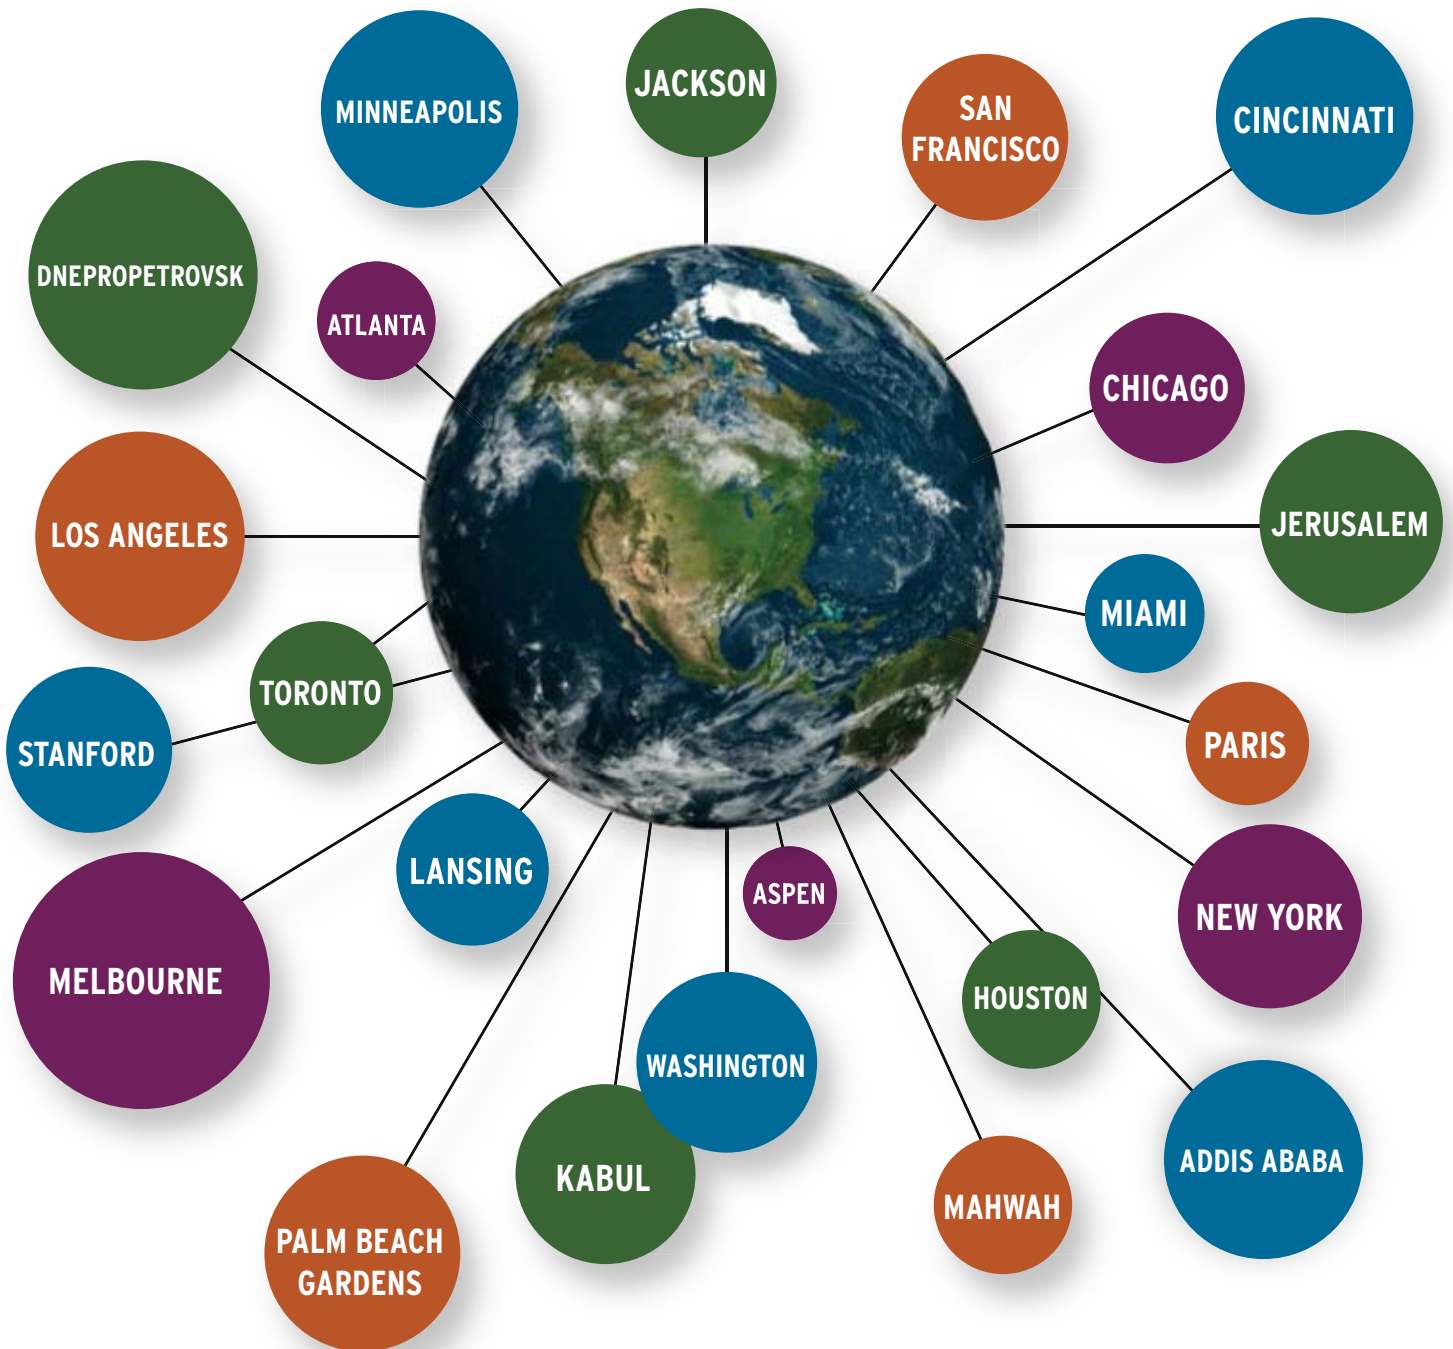 JACKSON
MINNEAPOLIS
SAN
FRANCISCO
CINCINNATI
DNEPROPETROVSK
ATLANTA
CHICAGO
LOS ANGELES
JERUSALEM
MIAMI
TORONTO
STANFORD
PARIS
LANSING
ASPEN
NEW YORK
MELBOURNE
HOUSTON
WASHINGTON
KABUL
ADDIS ABABA
MAHWAH
PALM BEACH
GARDENS